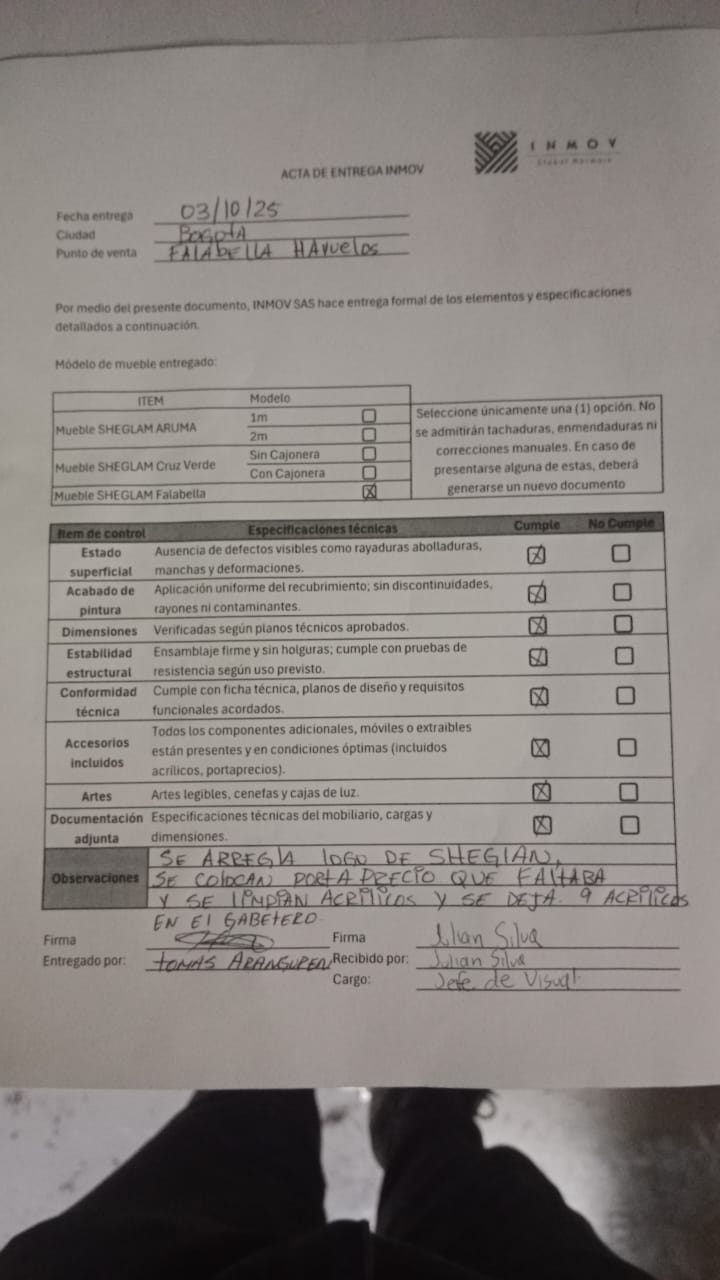 INMOV
Global Network
ACTA DE ENTREGA INMOV
Fecha entrega 03/10/25
Ciudad BOGOTA
Punto de venta FALABELLA HAYUELOS
Por medio del presente documento, INMOV SAS hace entrega formal de los elementos y especificaciones
detallados a continuación.
Módelo de mueble entregado:
ITEM Modelo
Mueble SHEGLAM ARUMA
1m
2m
Mueble SHEGLAM Cruz Verde
Sin Cajonera
Con Cajonera
Mueble SHEGLAM Falabella X
Seleccione únicamente una (1) opción. No
se admitirán tachaduras, enmendaduras ni
correcciones manuales. En caso de
presentarse alguna de estas, deberá
generarse un nuevo documento
Item de control Especificaciones técnicas Cumple No Cumple
Estado
superficial
Ausencia de defectos visibles como rayaduras abolladuras,
manchas y deformaciones.
X
Acabado de
pintura
Aplicación uniforme del recubrimiento; sin discontinuidades,
rayones ni contaminantes.
X
Dimensiones Verificadas según planos técnicos aprobados. X
Estabilidad
estructural
Ensamblaje firme y sin holguras; cumple con pruebas de
resistencia según uso previsto.
X
Conformidad
técnica
Cumple con ficha técnica, planos de diseño y requisitos
funcionales acordados.
X
Accesorios
incluidos
Todos los componentes adicionales, móviles o extraibles
están presentes y en condiciones óptimas (incluidos
acrílicos, portaprecios).
X
Artes Artes legibles, cenefas y cajas de luz. X
Documentación
adjunta
Especificaciones técnicas del mobiliario, cargas y
dimensiones.
X
Observaciones
SE ARREGLA LOGO DE SHEGLAN,
SE COLOCAN PORTA PRECIO QUE FALTABA
Y SE LIMPIAN ACRILICOS Y SE DEJA 9 ACRILICOS
EN EL GABETERO
Firma
Entregado por: TOMAS ARANGUREN
Firma Julian Silva
Recibido por: Julian Silva
Cargo: Jefe de Visual